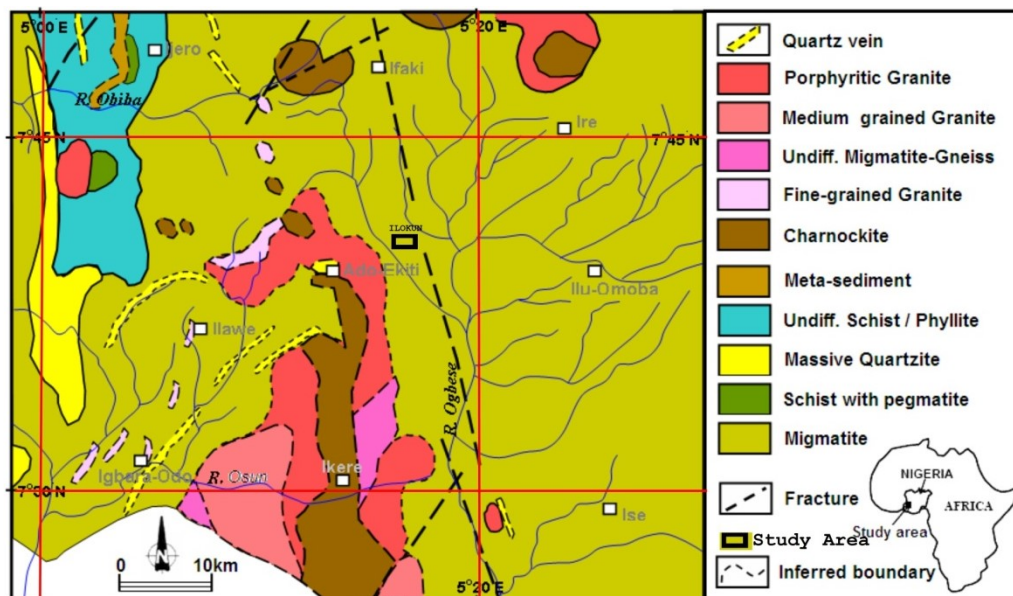 5°00' E
5°20' E
Ijero
Ifaki
R. Obiba
Ire
7°45' N
7°45' N
ILOKUN
Ado-Ekiti
Ilu-Omoba
Ilawe
R. Ogbese
Igbara-Odo
R. Osun
Ikere
7°30' N
Ise
N
0 10km
5°20' E
Quartz vein
Porphyritic Granite
Medium grained Granite
Undiff. Migmatite-Gneiss
Fine-grained Granite
Charnockite
Meta-sediment
Undiff. Schist / Phyllite
Massive Quartzite
Schist with pegmatite
Migmatite
Fracture
Study Area
Inferred boundary
NIGERIA
AFRICA
Study area